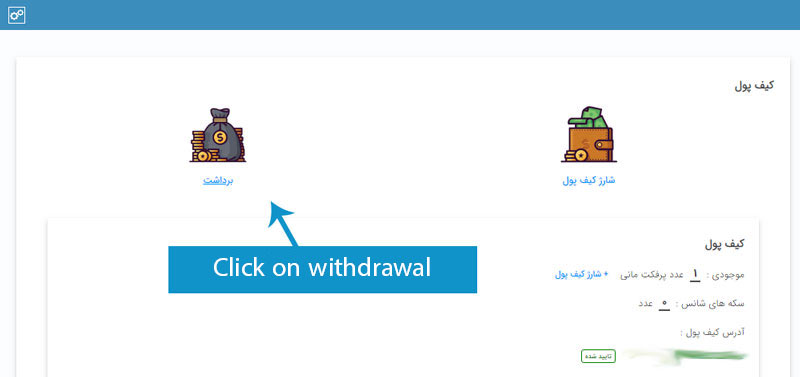 کیف پول
شارژ کیف پول
برداشت
Click on withdrawal
کیف پول
موجودی : ۱ عدد پرفکت مانی + شارژ کیف پول
سکه های شانس : ۰ عدد
آدرس کیف پول :
تایید شده